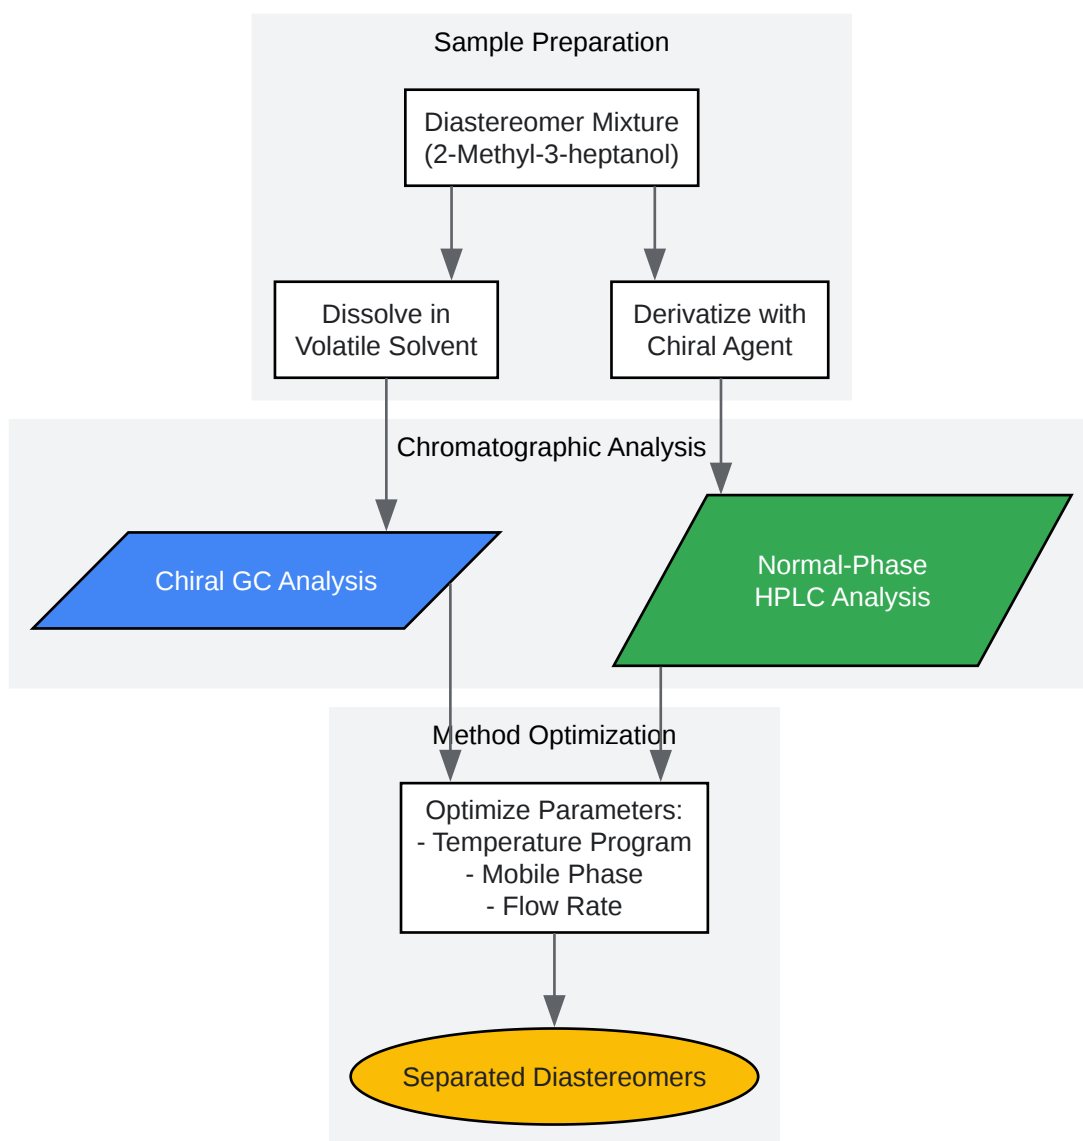 Sample Preparation
Diastereomer Mixture
(2-Methyl-3-heptanol)
Dissolve in
Volatile Solvent
Derivatize with
Chiral Agent
Chromatographic Analysis
Chiral GC Analysis
Normal-Phase
HPLC Analysis
Method Optimization
Optimize Parameters:
- Temperature Program
- Mobile Phase
- Flow Rate
Separated Diastereomers